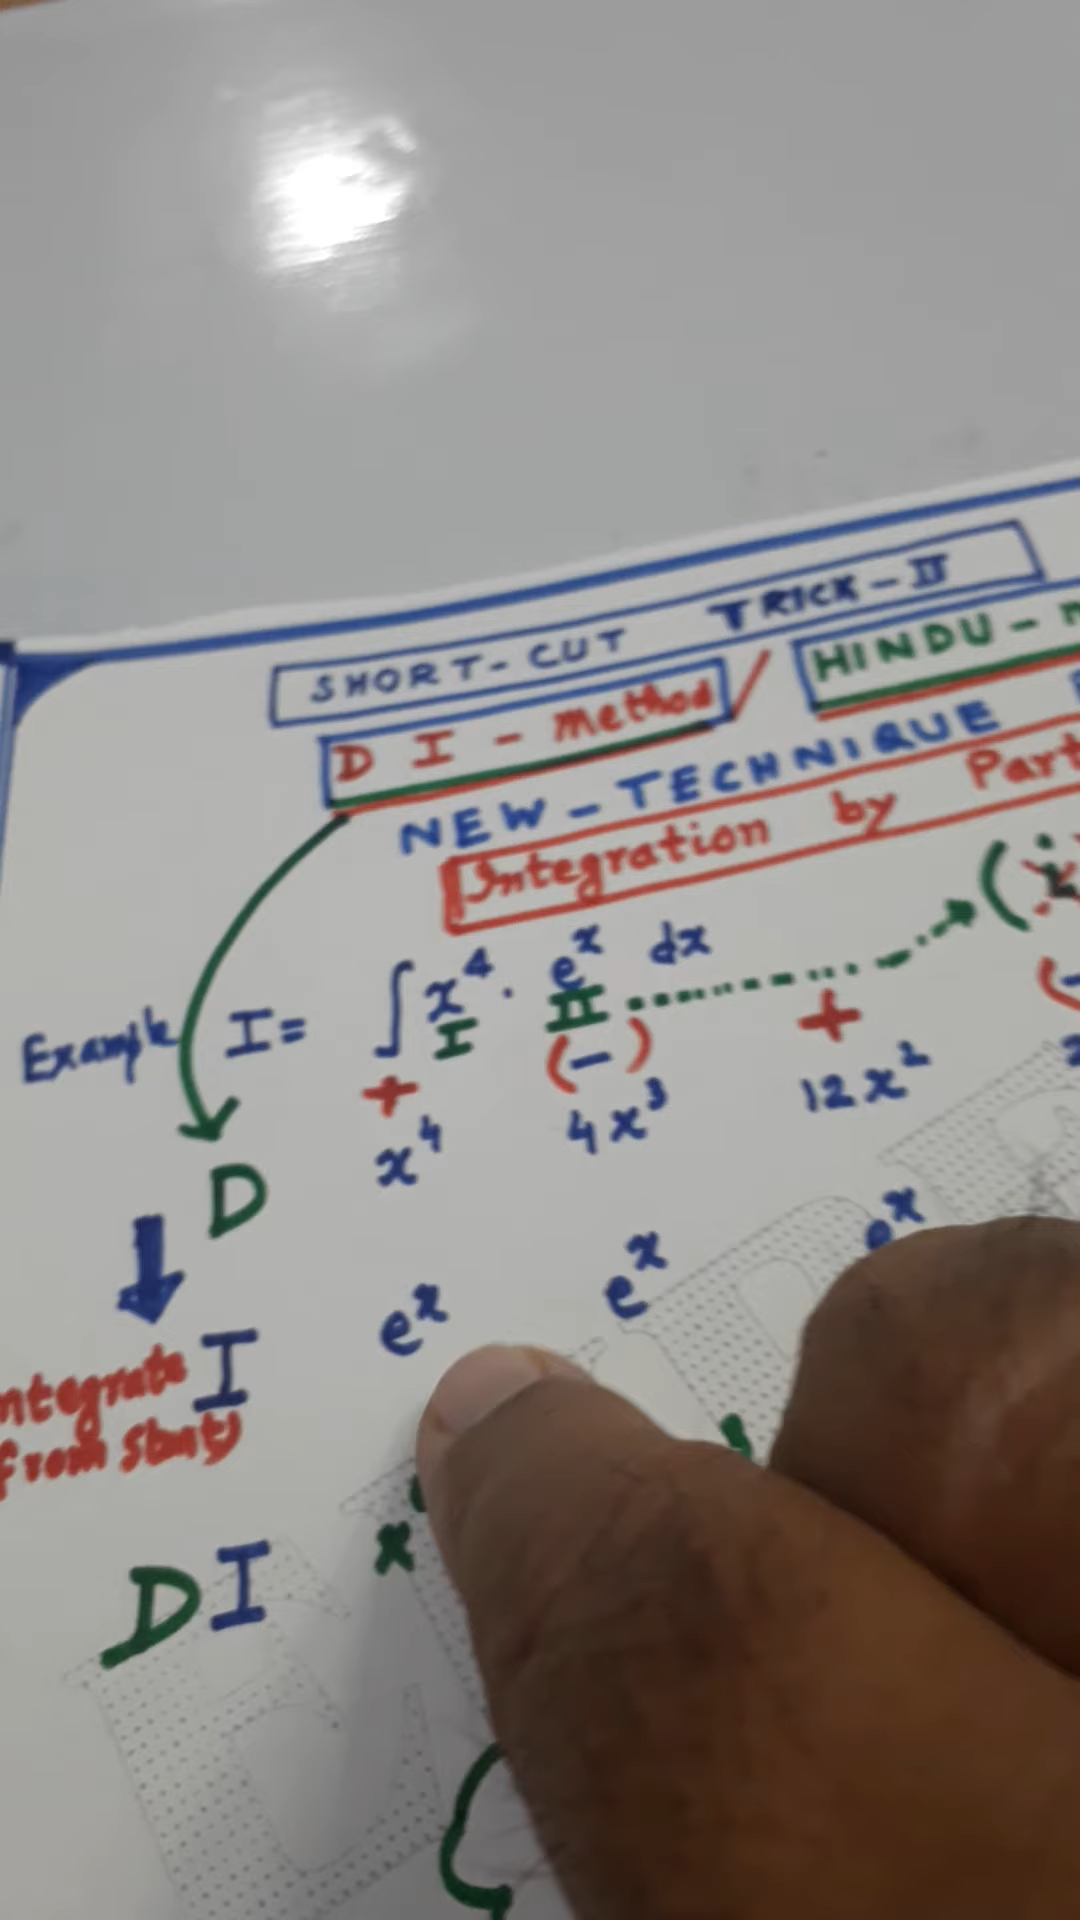 SHORT-CUT TRICK-II
D I - Method / HINDU-
NEW-TECHNIQUE
Integration by Part
Example I = ∫ x⁴ . eˣ dx
I II
+ (-) + (-
D x⁴ 4x³ 12x²
I eˣ eˣ eˣ
ntegrate
from Start)
DI x